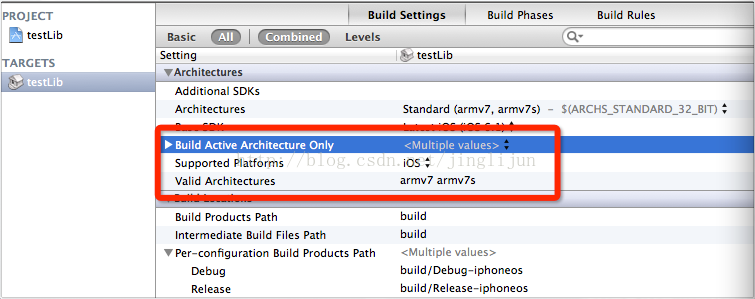 PROJECT
testLib
TARGETS
testLib
Build Settings Build Phases Build Rules
Basic All Combined Levels
Setting testLib
Architectures
Additional SDKs
Architectures Standard (armv7, armv7s) – $(ARCHS_STANDARD_32_BIT)
Base SDK Latest iOS (iOS 6.1)
Build Active Architecture Only <Multiple values>
http://blog.csdn.net/jinglijun
Supported Platforms iOS
Valid Architectures armv7 armv7s
Build Locations
Build Products Path build
Intermediate Build Files Path build
Per-configuration Build Products Path <Multiple values>
Debug build/Debug-iphoneos
Release build/Release-iphoneos